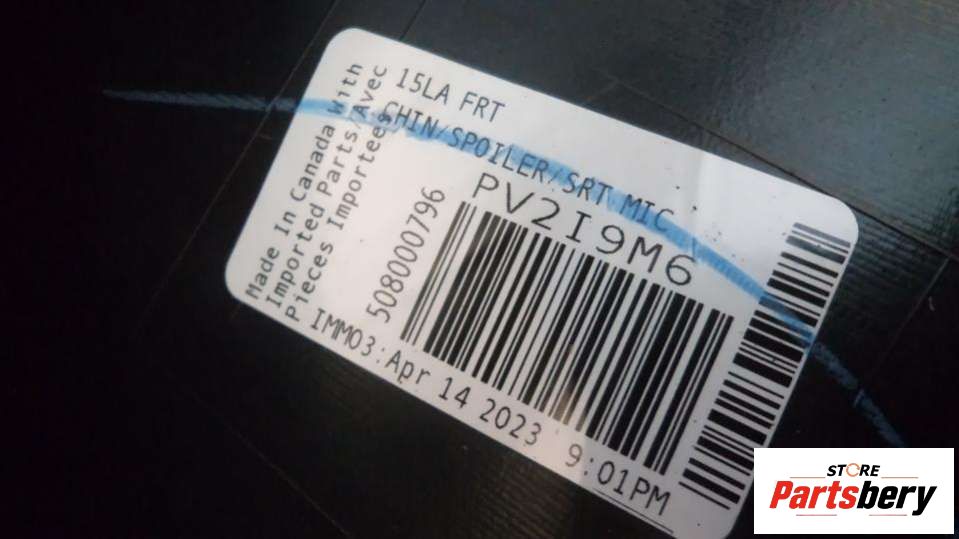 15LA FRT
CHIN/SPOILER/SRT MIC
PV2I9M6
508000796
Made In Canada With
Imported Parts/Avec
Pieces Importees
IMM03:Apr 14 2023 9:01PM
STORE
Partsbery